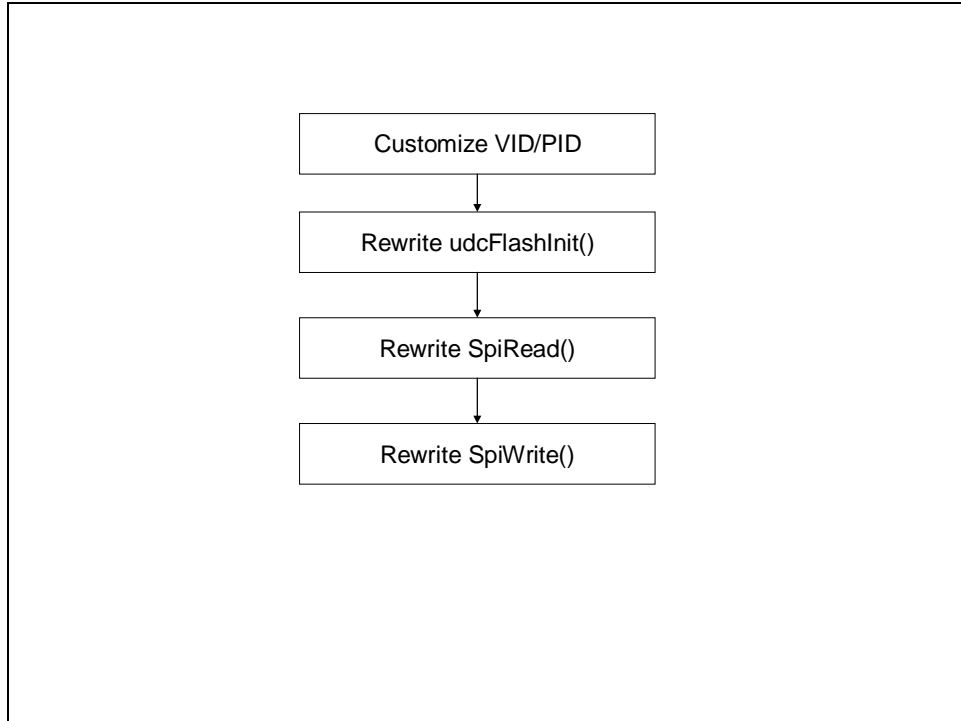 Customize VID/PID
Rewrite udcFlashInit()
Rewrite SpiRead()
Rewrite SpiWrite()